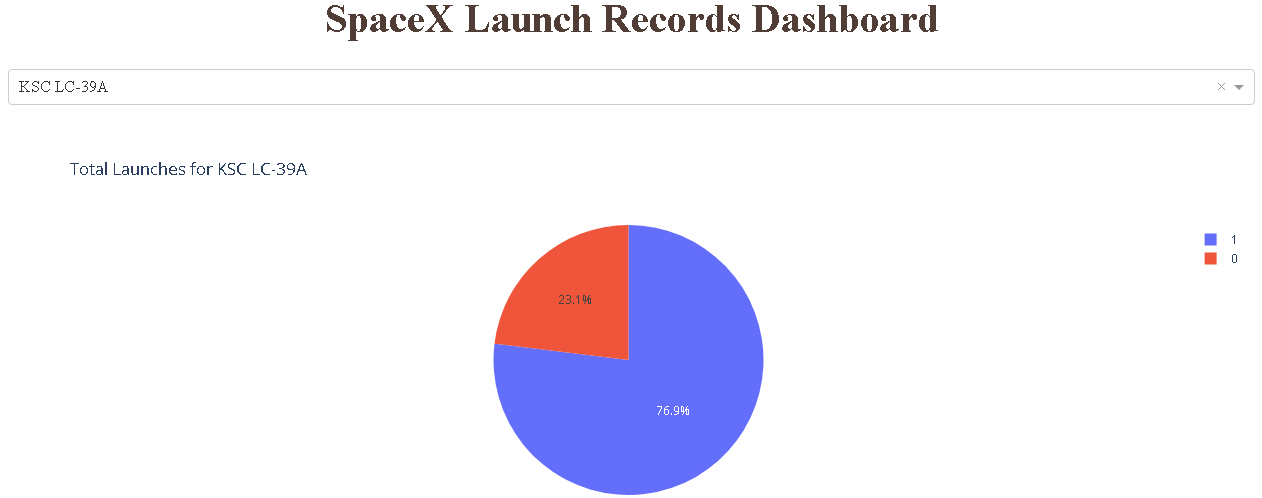 SpaceX Launch Records Dashboard
KSC LC-39A
Total Launches for KSC LC-39A
1
0
23.1%
76.9%